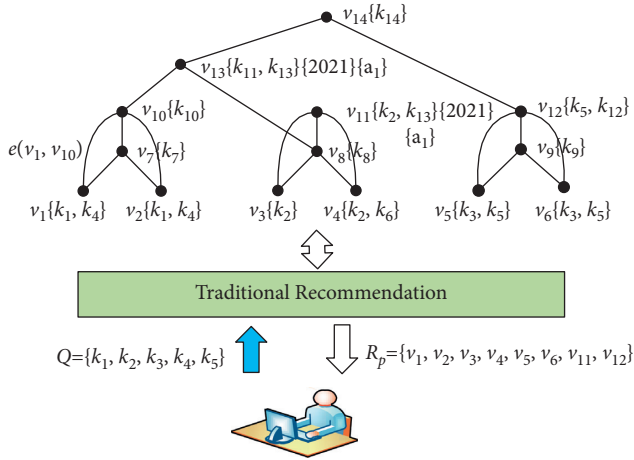 v14{k14}
v13{k11, k13}{2021}{a1}
v10{k10}
v11{k2, k13}{2021}
{a1}
v12{k5, k12}
e(v1, v10)
v7{k7}
v8{k8}
v9{k9}
v1{k1, k4}
v2{k1, k4}
v3{k2}
v4{k2, k6}
v5{k3, k5}
v6{k3, k5}
Traditional Recommendation
Q={k1, k2, k3, k4, k5}
Rp={v1, v2, v3, v4, v5, v6, v11, v12}